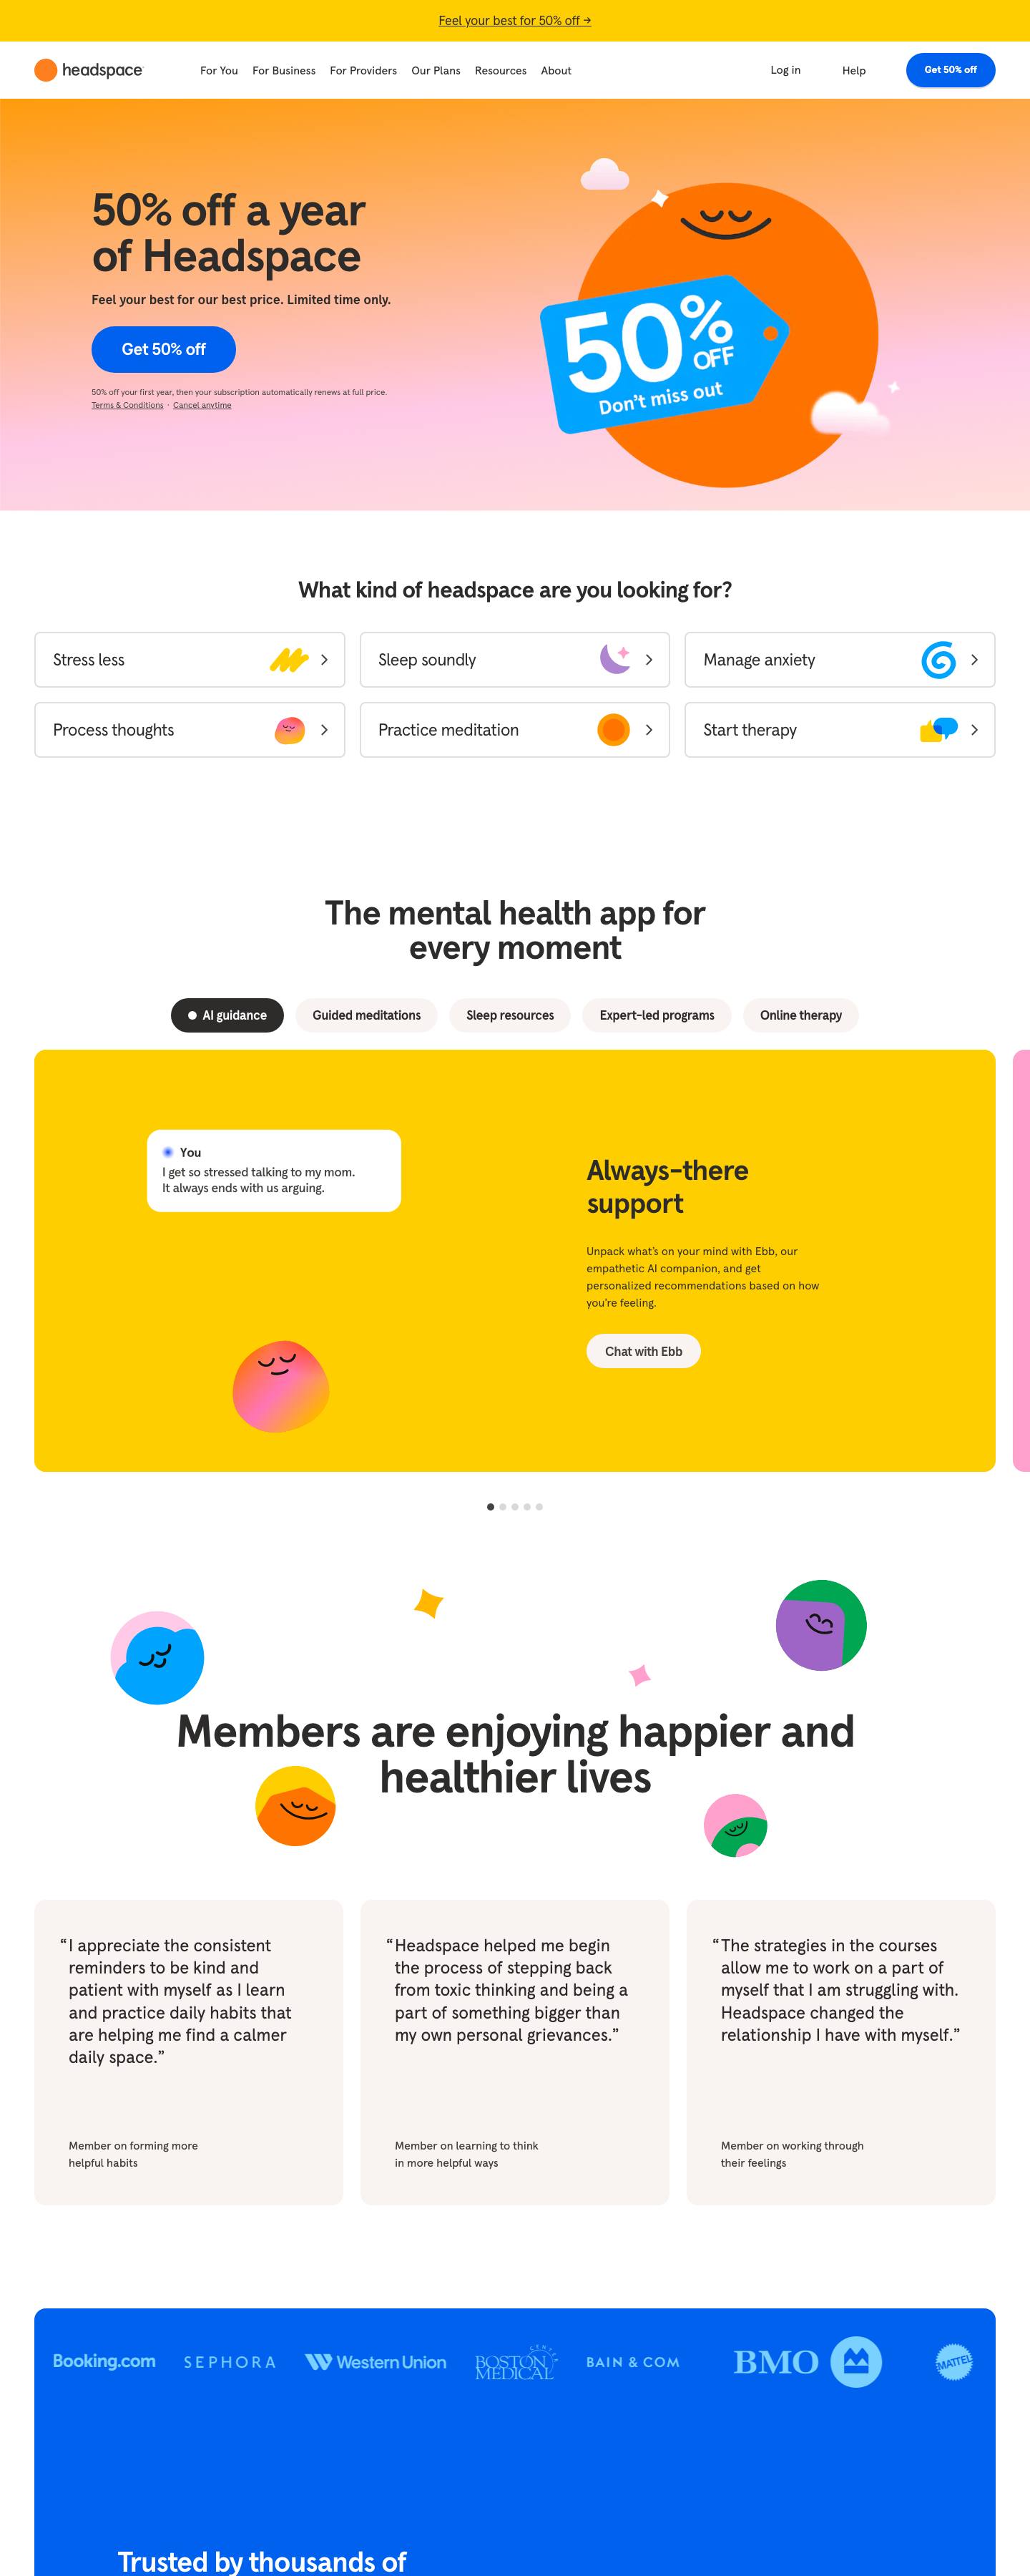 Feel your best for 50% off →
headspace
For You
For Business
For Providers
Our Plans
Resources
About
Log in
Help
Get 50% off
50% off a year
of Headspace
Feel your best for our best price. Limited time only.
Get 50% off
50% off your first year, then your subscription automatically renews at full price.
Terms & Conditions · Cancel anytime
50% OFF
Don't miss out
What kind of headspace are you looking for?
Stress less
Sleep soundly
Manage anxiety
Process thoughts
Practice meditation
Start therapy
The mental health app for
every moment
AI guidance
Guided meditations
Sleep resources
Expert-led programs
Online therapy
You
I get so stressed talking to my mom.
It always ends with us arguing.
Always-there
support
Unpack what's on your mind with Ebb, our
empathetic AI companion, and get
personalized recommendations based on how
you're feeling.
Chat with Ebb
Members are enjoying happier and
healthier lives
“I appreciate the consistent
reminders to be kind and
patient with myself as I learn
and practice daily habits that
are helping me find a calmer
daily space.”
Member on forming more
helpful habits
“Headspace helped me begin
the process of stepping back
from toxic thinking and being a
part of something bigger than
my own personal grievances.”
Member on learning to think
in more helpful ways
“The strategies in the courses
allow me to work on a part of
myself that I am struggling with.
Headspace changed the
relationship I have with myself.”
Member on working through
their feelings
Booking.com
SEPHORA
Western Union
BOSTON
MEDICAL
CENTER
BAIN & COM
BMO
MATTEL
Trusted by thousands of